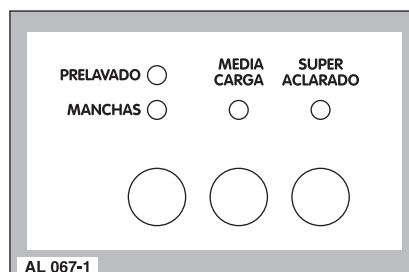 PRELAVADO
MANCHAS
MEDIA
CARGA
SUPER
ACLARADO
AL 067-1